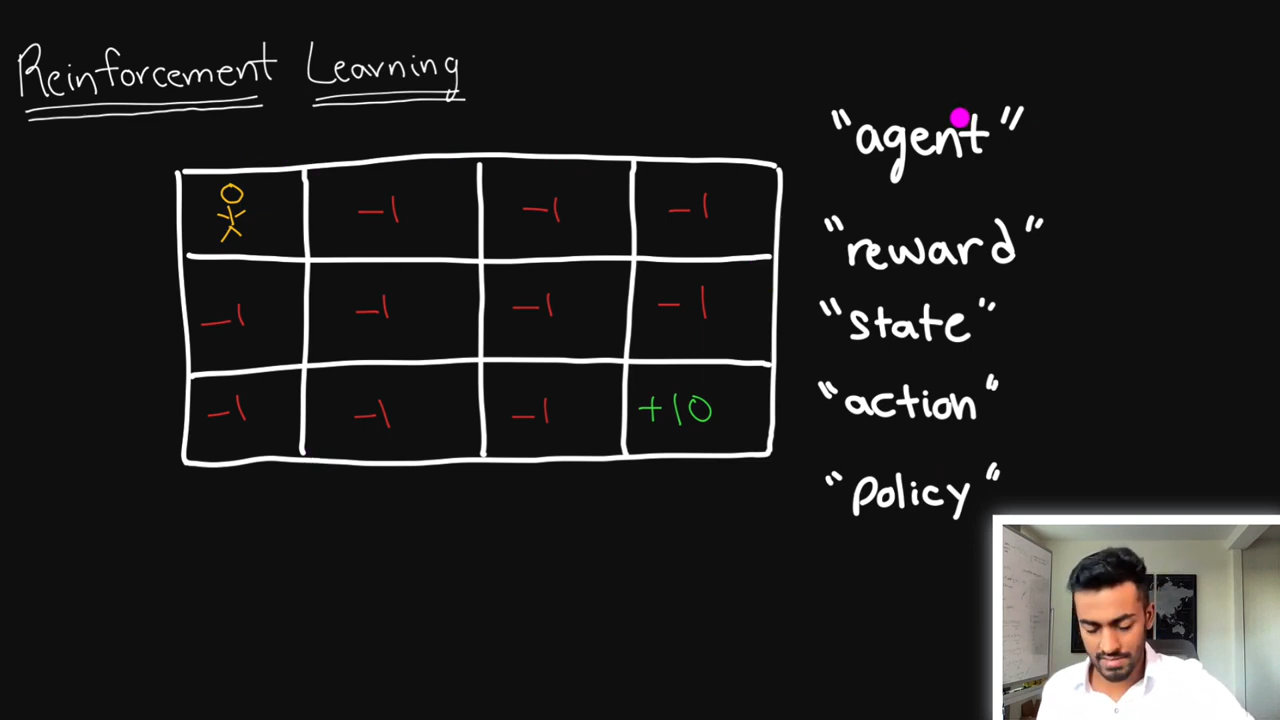 Reinforcement Learning
"agent"
-1 -1 -1
"reward"
-1 -1 -1 -1
"state"
-1 -1 -1 +10
"action"
"policy"